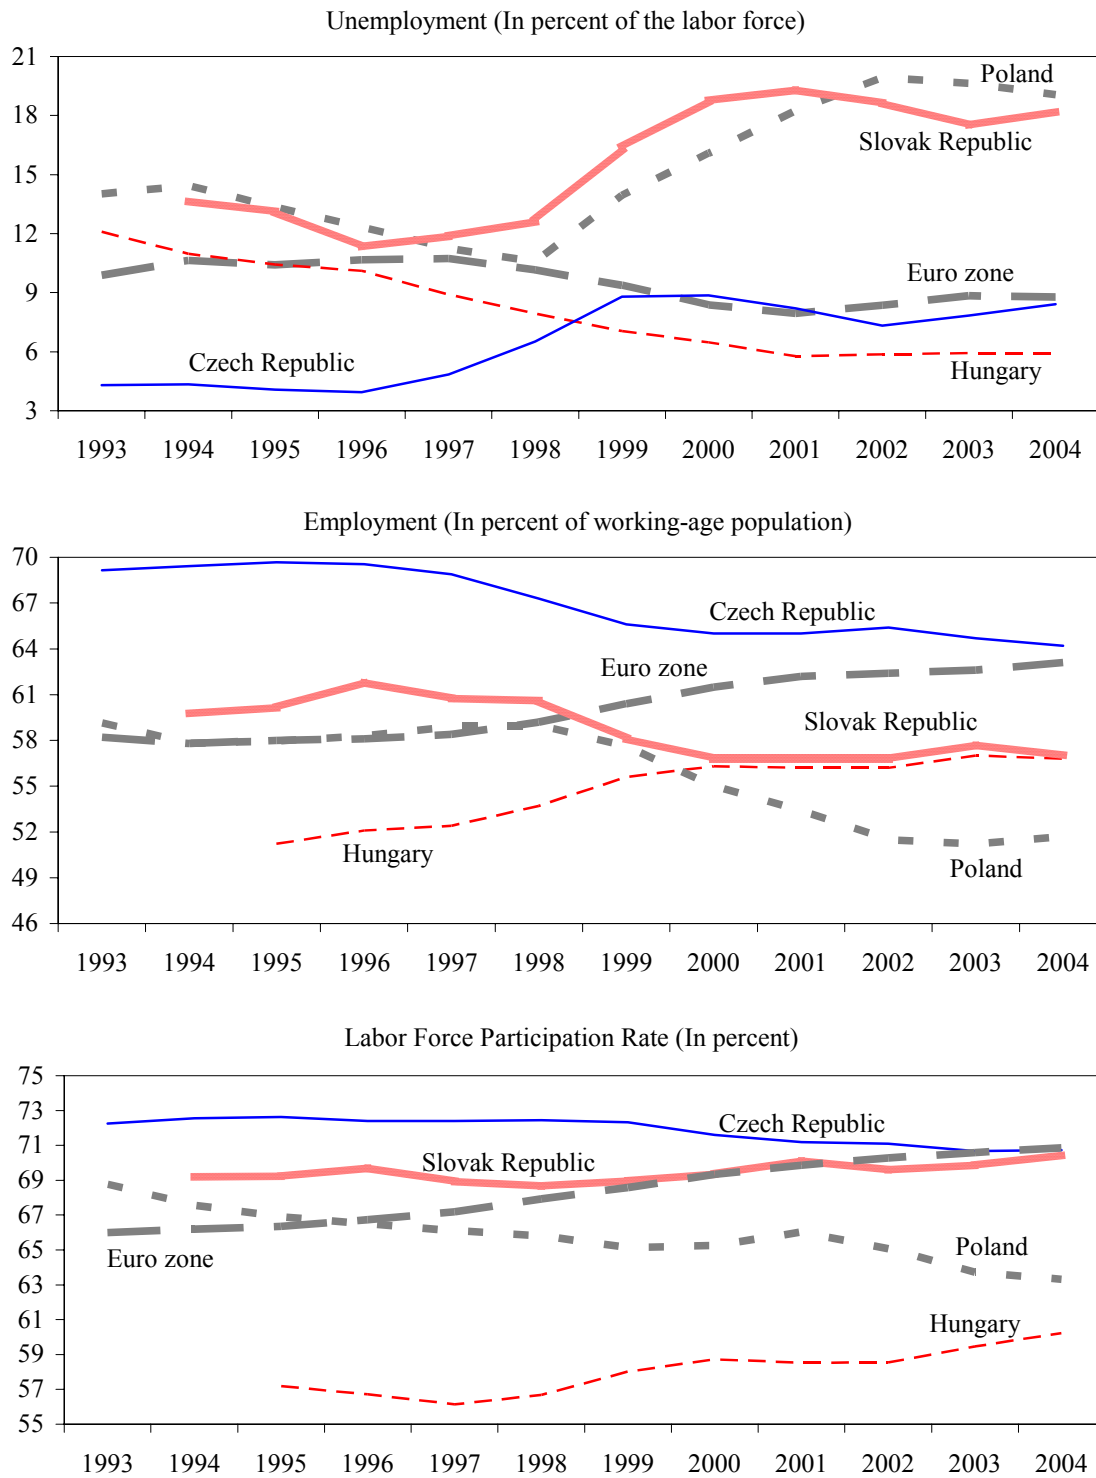 Unemployment (In percent of the labor force)
21
18
15
12
9
6
3
Poland
Slovak Republic
Euro zone
Czech Republic
Hungary
1993 1994 1995 1996 1997 1998 1999 2000 2001 2002 2003 2004
Employment (In percent of working-age population)
70
67
64
61
58
55
52
49
46
Czech Republic
Euro zone
Slovak Republic
Hungary
Poland
1993 1994 1995 1996 1997 1998 1999 2000 2001 2002 2003 2004
Labor Force Participation Rate (In percent)
75
73
71
69
67
65
63
61
59
57
55
Czech Republic
Slovak Republic
Euro zone
Poland
Hungary
1993 1994 1995 1996 1997 1998 1999 2000 2001 2002 2003 2004